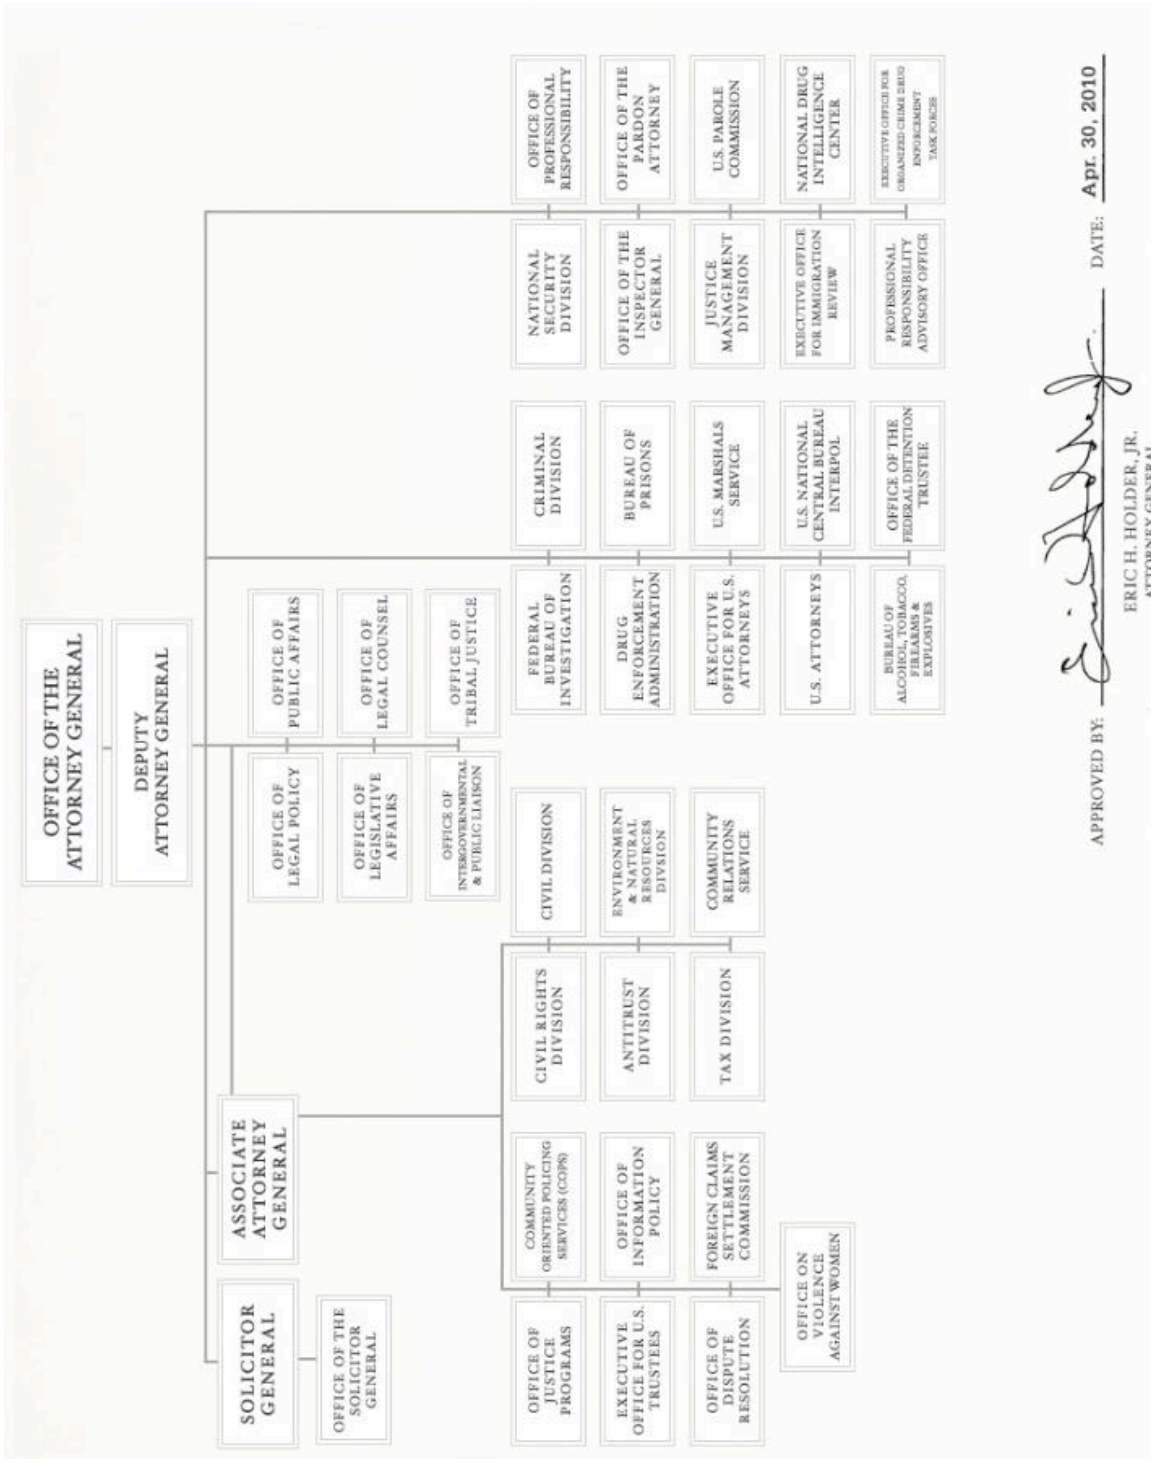 OFFICE OF THE
ATTORNEY GENERAL
DEPUTY
ATTORNEY GENERAL
SOLICITOR
GENERAL
OFFICE OF THE
SOLICITOR
GENERAL
ASSOCIATE
ATTORNEY
GENERAL
OFFICE OF
LEGAL POLICY
OFFICE OF
PUBLIC AFFAIRS
OFFICE OF
LEGISLATIVE
AFFAIRS
OFFICE OF
LEGAL COUNSEL
OFFICE OF
INTERGOVERNMENTAL
& PUBLIC LIAISON
OFFICE OF
TRIBAL JUSTICE
OFFICE OF
JUSTICE
PROGRAMS
COMMUNITY
ORIENTED POLICING
SERVICES (COPS)
EXECUTIVE
OFFICE FOR U.S.
TRUSTEES
OFFICE OF
INFORMATION
POLICY
OFFICE OF
DISPUTE
RESOLUTION
FOREIGN CLAIMS
SETTLEMENT
COMMISSION
OFFICE ON
VIOLENCE
AGAINST WOMEN
CIVIL RIGHTS
DIVISION
CIVIL DIVISION
ANTITRUST
DIVISION
ENVIRONMENT
& NATURAL
RESOURCES
DIVSION
TAX DIVISION
COMMUNITY
RELATIONS
SERVICE
FEDERAL
BUREAU OF
INVESTIGATION
CRIMINAL
DIVISION
DRUG
ENFORCEMENT
ADMINISTRATION
BUREAU OF
PRISONS
EXECUTIVE
OFFICE FOR U.S.
ATTORNEYS
U.S. MARSHALS
SERVICE
U.S. ATTORNEYS
U.S. NATIONAL
CENTRAL BUREAU
INTERPOL
BUREAU OF
ALCOHOL, TOBACCO,
FIREARMS &
EXPLOSIVES
OFFICE OF THE
FEDERAL DETENTION
TRUSTEE
NATIONAL
SECURITY
DIVISION
OFFICE OF
PROFESSIONAL
RESPONSIBILITY
OFFICE OF THE
INSPECTOR
GENERAL
OFFICE OF THE
PARDON
ATTORNEY
JUSTICE
MANAGEMENT
DIVISION
U.S. PAROLE
COMMISSION
EXECUTIVE OFFICE
FOR IMMIGRATION
REVIEW
NATIONAL DRUG
INTELLIGENCE
CENTER
PROFESSIONAL
RESPONSIBILITY
ADVISORY OFFICE
EXECUTIVE OFFICE FOR
ORGANIZED CRIME DRUG
ENFORCEMENT
TASK FORCES
APPROVED BY: DATE: Apr. 30, 2010
ERIC H. HOLDER, JR.
ATTORNEY GENERAL